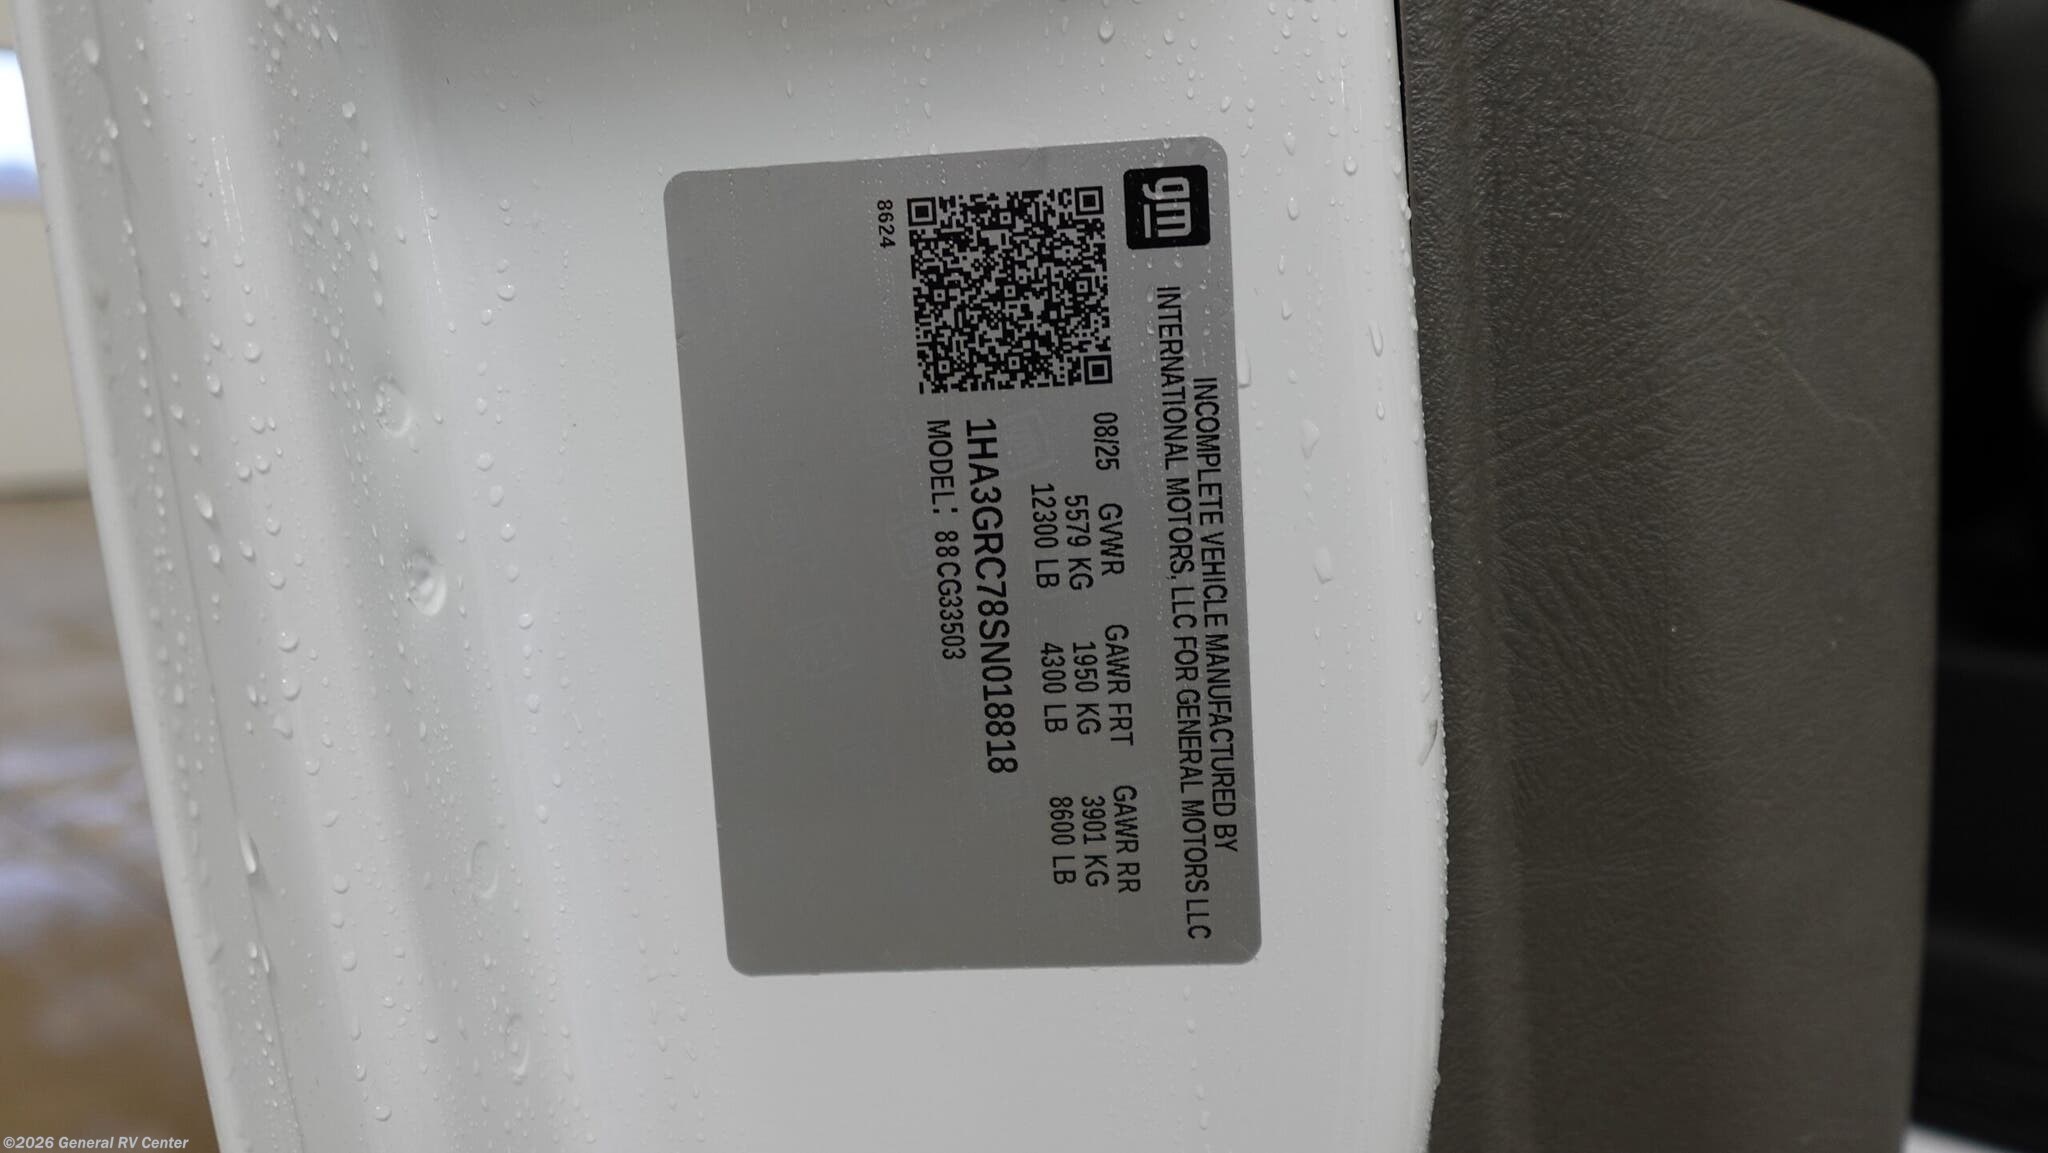 gm
INCOMPLETE VEHICLE MANUFACTURED BY
INTERNATIONAL MOTORS, LLC FOR GENERAL MOTORS LLC
08/25 GVWR GAWR FRT GAWR RR
5579 KG 1950 KG 3901 KG
12300 LB 4300 LB 8600 LB
1HA3GRC78SN018818
MODEL: 88CG33503
8624
©2026 General RV Center